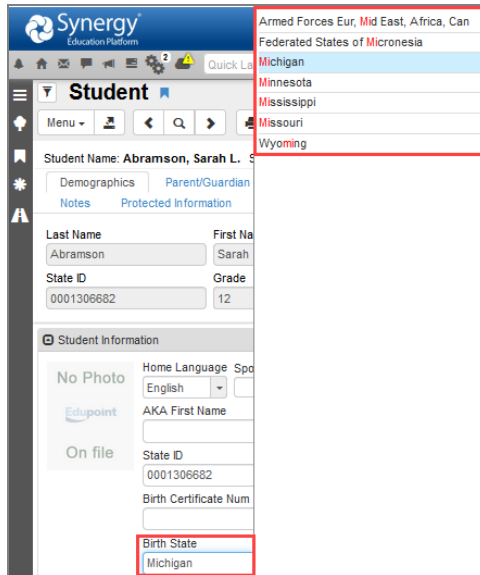 Synergy
Education Platform
2
Quick La
Student
Menu
Student Name: Abramson, Sarah L. S
Demographics Parent/Guardian
Notes Protected Information
Last Name First Na
Abramson Sarah
State ID Grade
0001306682 12
Student Information
No Photo
Edupoint
On file
Home Language Spo
English
AKA First Name
State ID
0001306682
Birth Certificate Num
Birth State
Michigan
Armed Forces Eur, Mid East, Africa, Can
Federated States of Micronesia
Michigan
Minnesota
Mississippi
Missouri
Wyoming